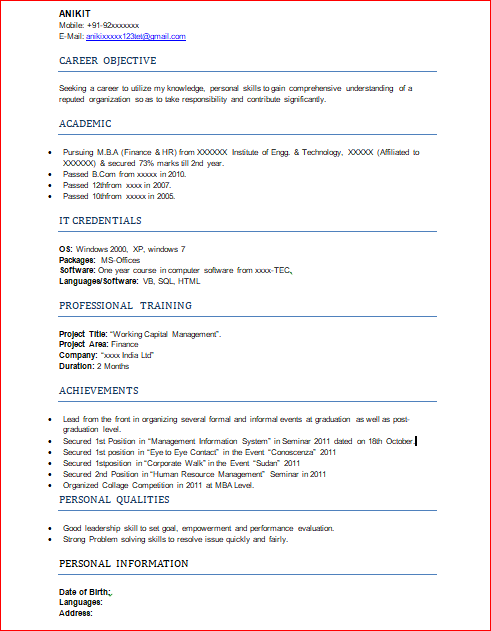 ANIKIT
Mobile: +91-92xxxxxxx
E-Mail: anikixxxxx123tet@gmail.com
CAREER OBJECTIVE
Seeking a career to utilize my knowledge, personal skills to gain comprehensive understanding of a
reputed organization so as to take responsibility and contribute significantly.
ACADEMIC
• Pursuing M.B.A (Finance & HR) from XXXXXX Institute of Engg. & Technology, XXXXX (Affiliated to
XXXXXX) & secured 73% marks till 2nd year.
• Passed B.Com from xxxxx in 2010.
• Passed 12thfrom xxxx in 2007.
• Passed 10thfrom xxxx in 2005.
IT CREDENTIALS
OS: Windows 2000, XP, windows 7
Packages: MS-Offices
Software: One year course in computer software from xxxx-TEC,
Languages/Software: VB, SQL, HTML
PROFESSIONAL TRAINING
Project Title: “Working Capital Management”.
Project Area: Finance
Company: “xxxx India Ltd”
Duration: 2 Months
ACHIEVEMENTS
• Lead from the front in organizing several formal and informal events at graduation as well as post-
graduation level.
• Secured 1st Position in “Management Information System” in Seminar 2011 dated on 18th October.
• Secured 1st position in “Eye to Eye Contact” in the Event “Conoscenza” 2011
• Secured 1stposition in “Corporate Walk” in the Event “Sudan” 2011
• Secured 2nd Position in “Human Resource Management” Seminar in 2011
• Organized Collage Competition in 2011 at MBA Level.
PERSONAL QUALITIES
• Good leadership skill to set goal, empowerment and performance evaluation.
• Strong Problem solving skills to resolve issue quickly and fairly.
PERSONAL INFORMATION
Date of Birth:,
Languages:
Address: